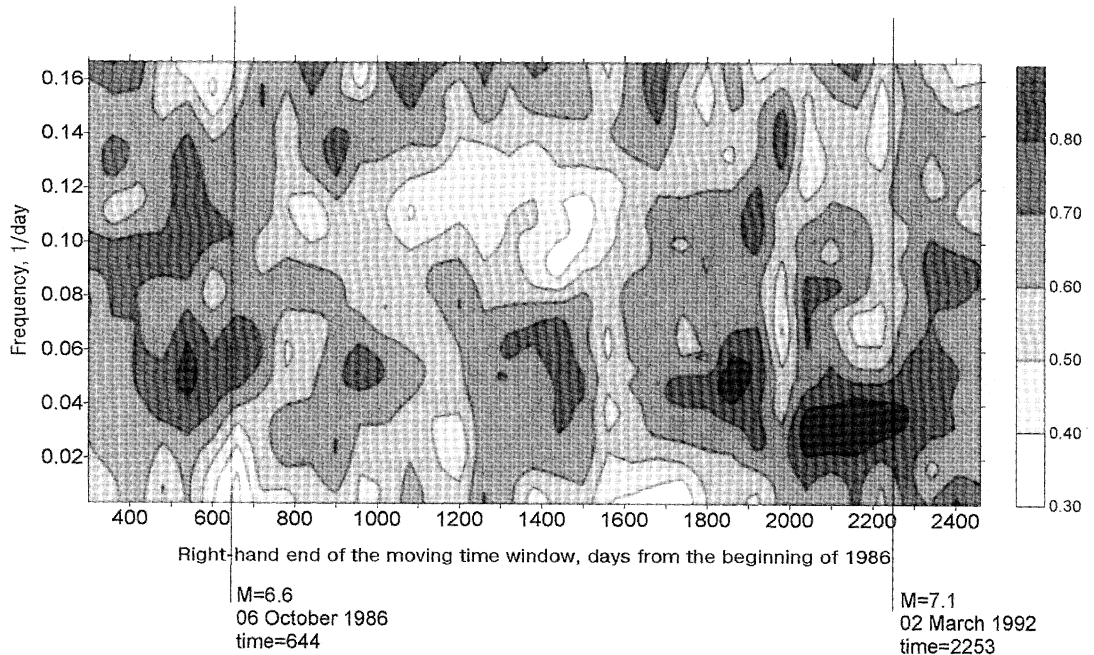 0.16
0.14
0.12
0.10
0.08
0.06
0.04
0.02
Frequency, 1/day
400 600 800 1000 1200 1400 1600 1800 2000 2200 2400
Right-hand end of the moving time window, days from the beginning of 1986
0.80
0.70
0.60
0.50
0.40
0.30
M=6.6
06 October 1986
time=644
M=7.1
02 March 1992
time=2253